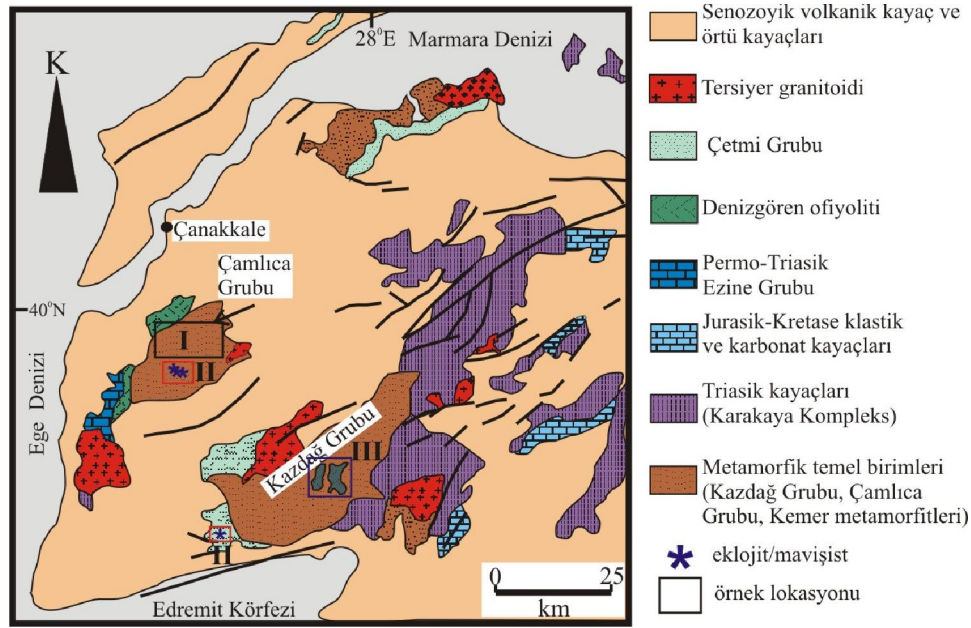 28°E
Marmara Denizi
K
Çanakkale
Çamlıca
Grubu
40°N
I
II
Ege Denizi
Kazdağ Grubu
III
II
0
25
km
Edremit Körfezi
Senozoyik volkanik kayaç ve
örtü kayaçları
Tersiyer granitoidi
Çetmi Grubu
Denizgören ofiyoliti
Permo-Triasik
Ezine Grubu
Jurasik-Kretase klastik
ve karbonat kayaçları
Triasik kayaçları
(Karakaya Kompleks)
Metamorfik temel birimleri
(Kazdağ Grubu, Çamlıca
Grubu, Kemer metamorfitleri)
eklojit/mavişist
örnek lokasyonu